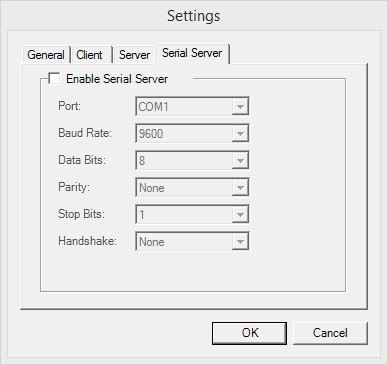 Settings
General Client Server Serial Server
Enable Serial Server
Port: COM1
Baud Rate: 9600
Data Bits: 8
Parity: None
Stop Bits: 1
Handshake: None
OK Cancel